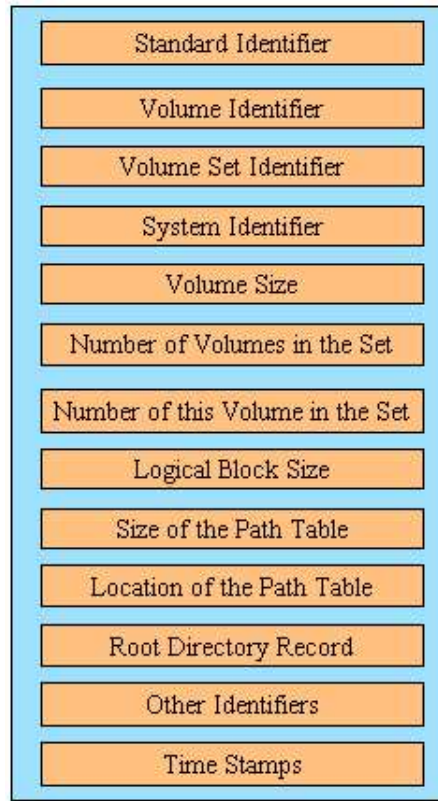 Standard Identifier
Volume Identifier
Volume Set Identifier
System Identifier
Volume Size
Number of Volumes in the Set
Number of this Volume in the Set
Logical Block Size
Size of the Path Table
Location of the Path Table
Root Directory Record
Other Identifiers
Time Stamps